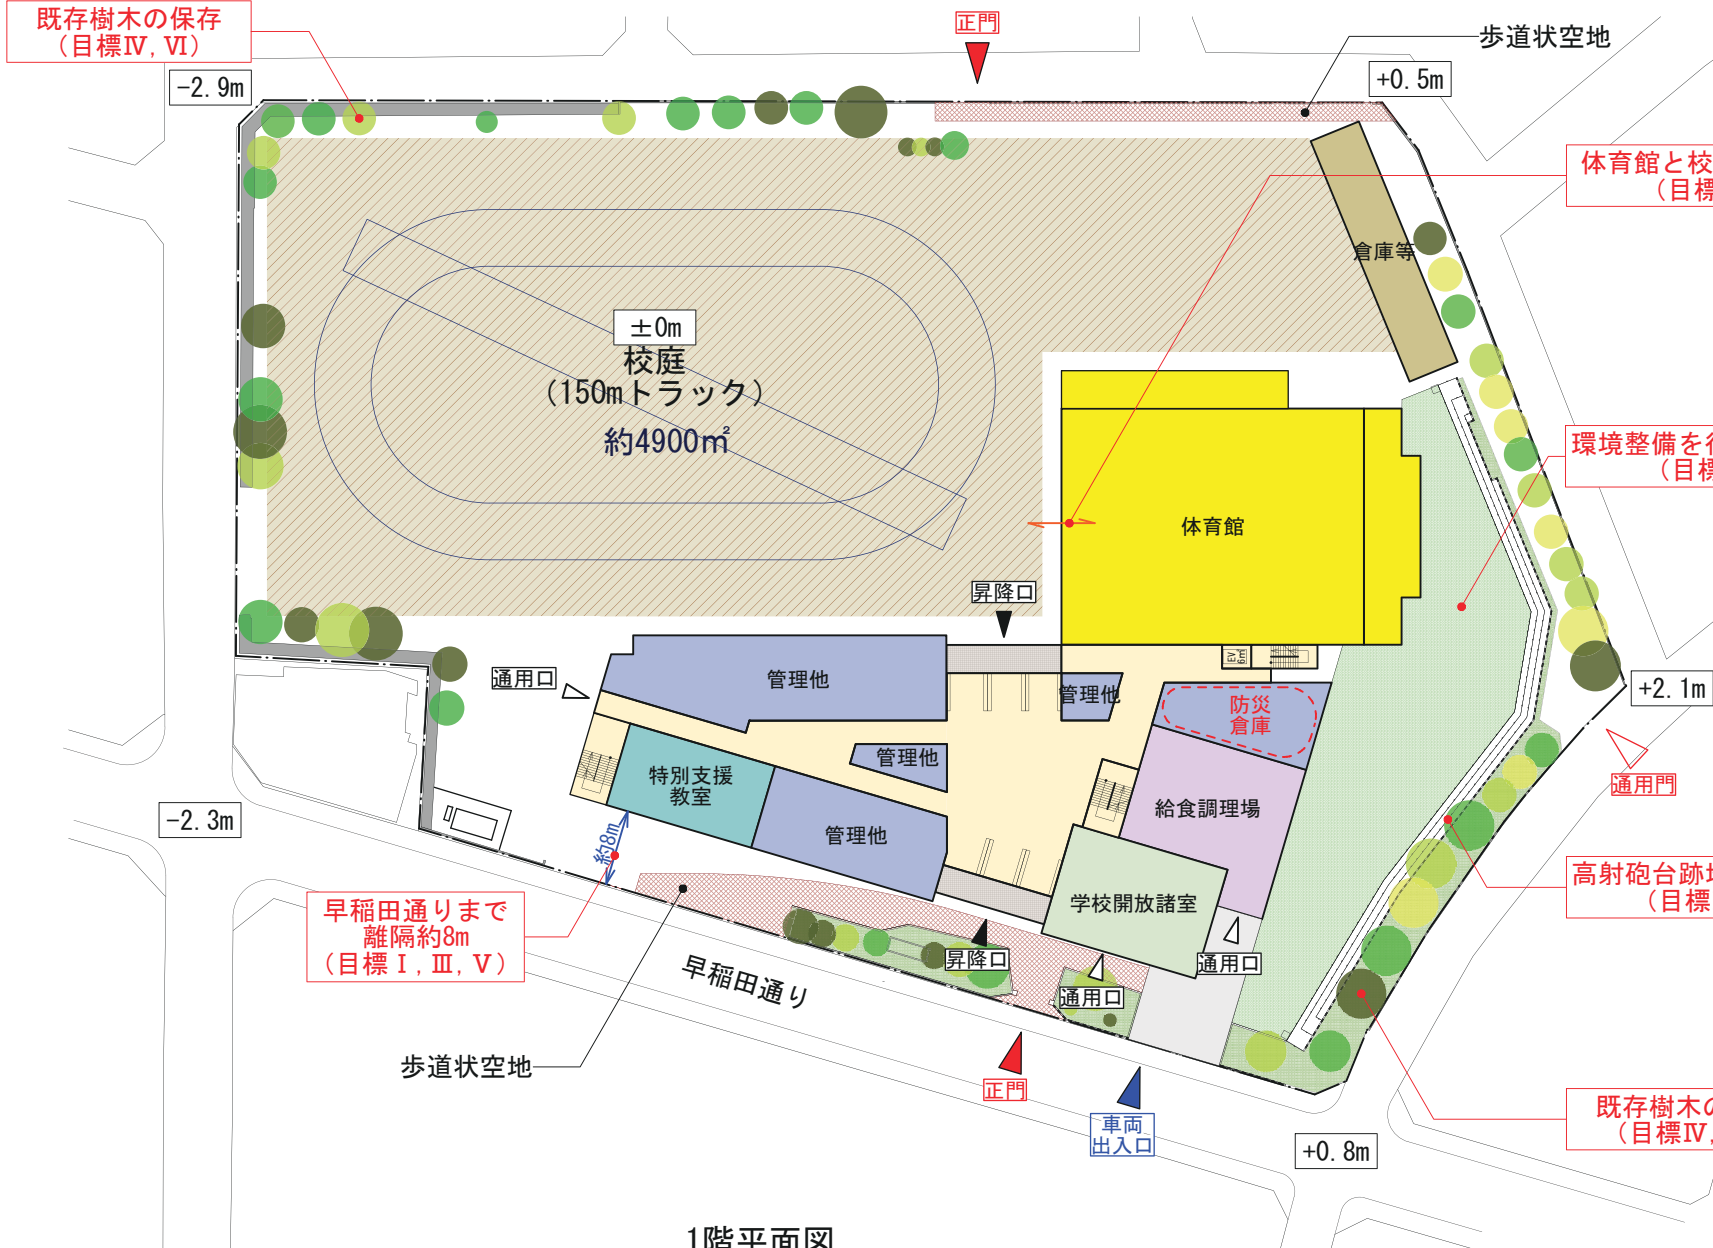 既存樹木の保存
(目標Ⅳ, Ⅵ)
正門
歩道状空地
-2.9m
+0.5m
体育館と校
(目標
倉庫等
±0m
校庭
(150mトラック)
約4900㎡
環境整備を
(目標
体育館
昇降口
EV
6m
通用口
管理他
管理他
防災
倉庫
+2.1m
管理他
特別支援
教室
通用門
給食調理場
-2.3m
管理他
約8m
高射砲台跡
(目標
学校開放諸室
早稲田通りまで
離隔約8m
(目標Ⅰ, Ⅲ, Ⅴ)
昇降口
通用口
早稲田通り
通用口
歩道状空地
正門
既存樹木の
(目標Ⅳ,
車両
出入口
+0.8m
1階平面図